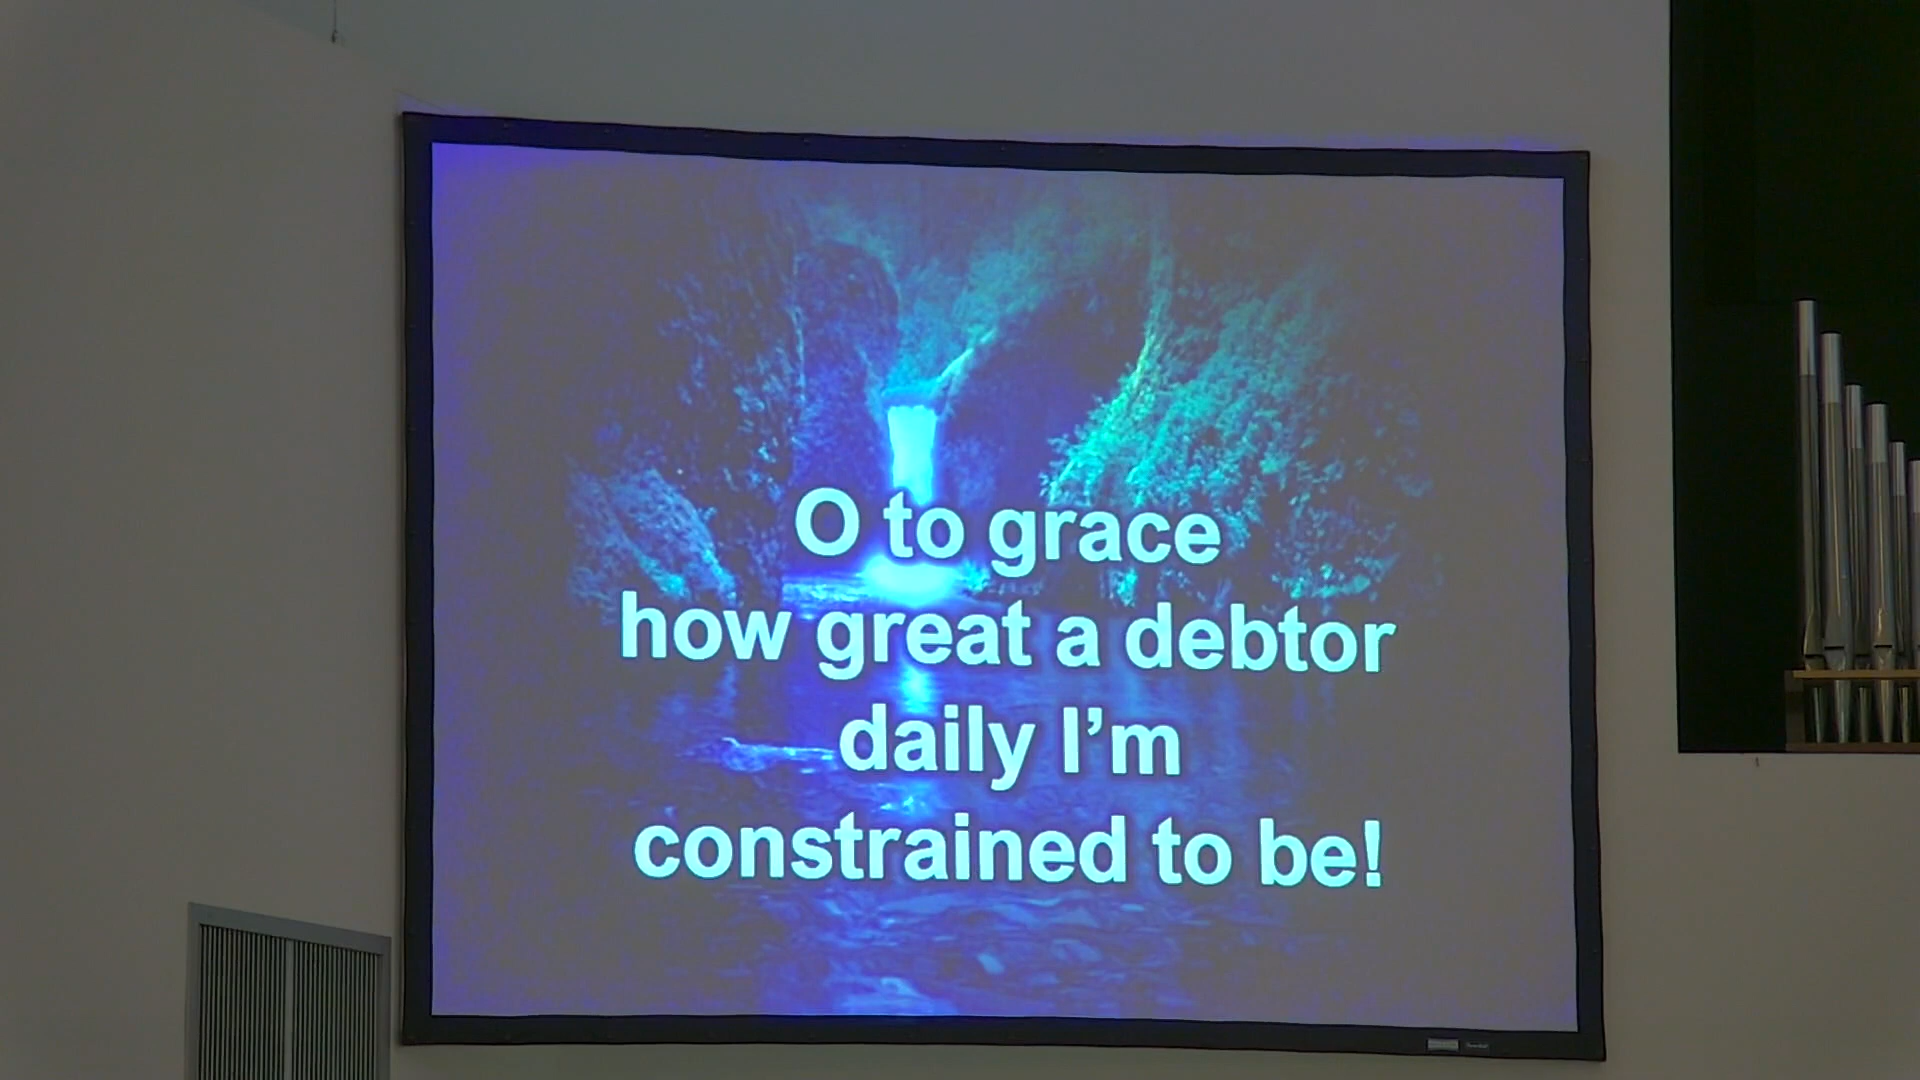 O to grace
how great a debtor
daily I’m
constrained to be!